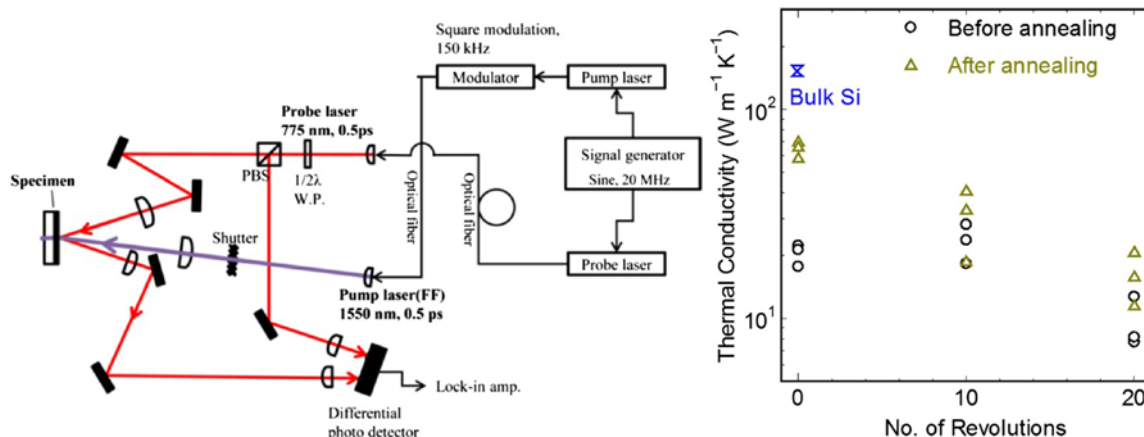 Square modulation,
150 kHz
Modulator
Pump laser
Probe laser
775 nm, 0.5ps
Signal generator
Sine, 20 MHz
PBS
1/2λ
W.P.
Optical fiber
Optical fiber
Specimen
Shutter
Probe laser
Pump laser(FF)
1550 nm, 0.5 ps
Lock-in amp.
Differential
photo detector
Thermal Conductivity (W m⁻¹ K⁻¹)
Before annealing
After annealing
Bulk Si
10²
10¹
0
10
20
No. of Revolutions